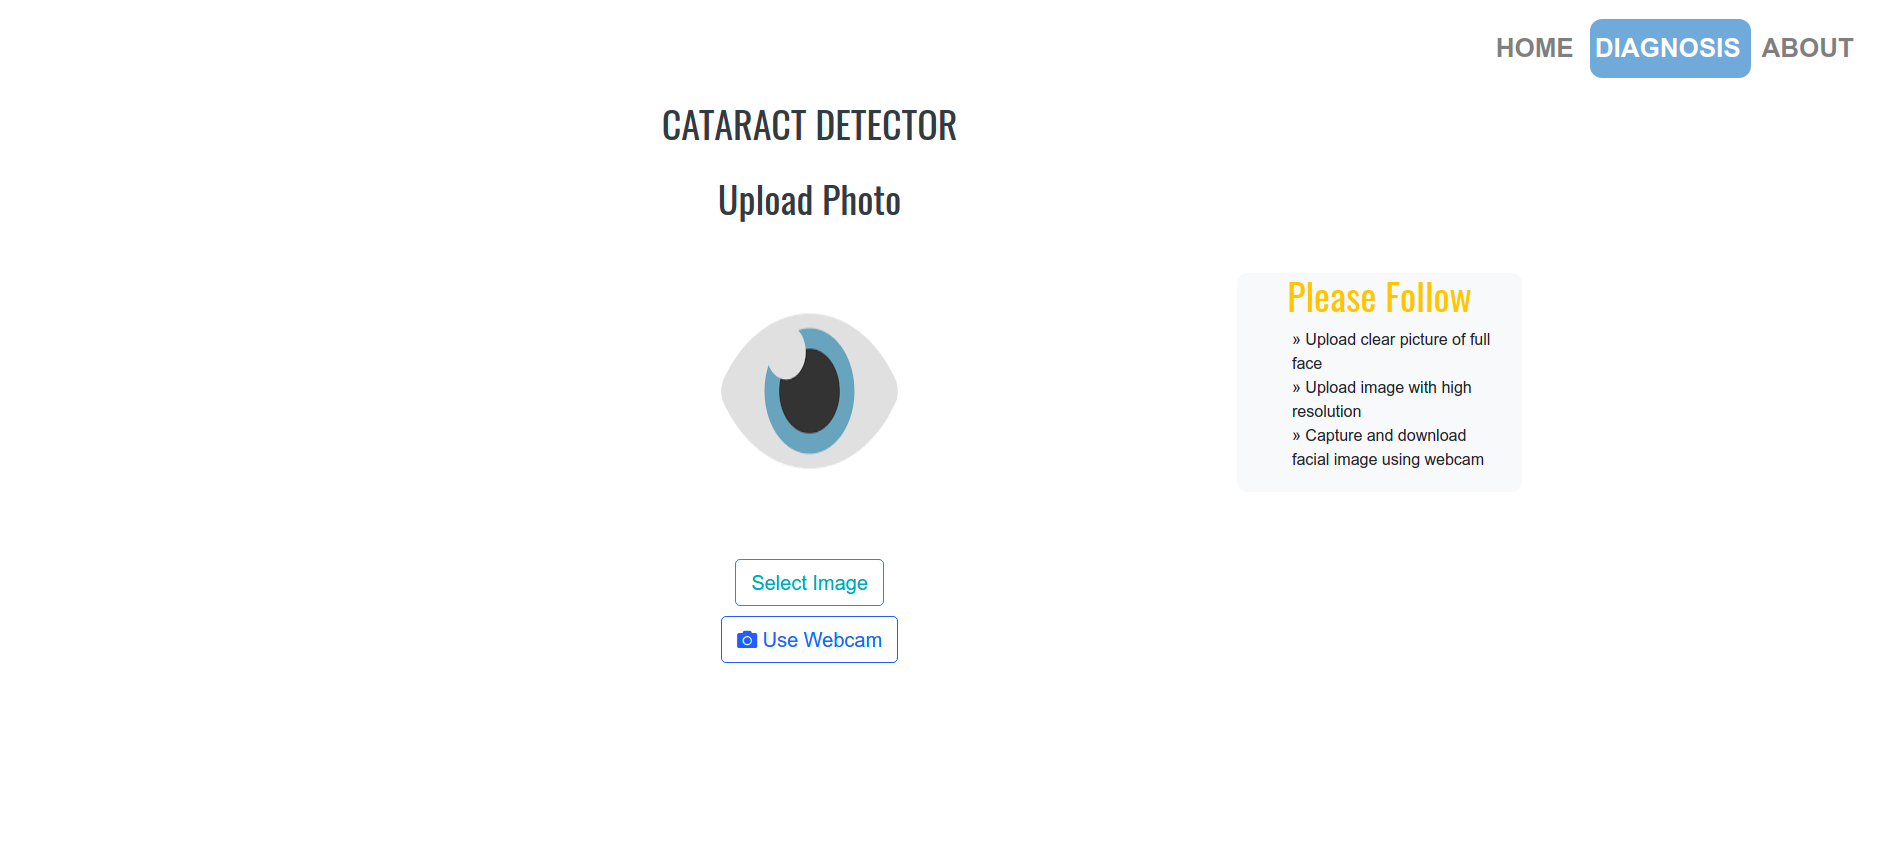 HOME DIAGNOSIS ABOUT
CATARACT DETECTOR
Upload Photo
Please Follow
» Upload clear picture of full
face
» Upload image with high
resolution
» Capture and download
facial image using webcam
Select Image
Use Webcam